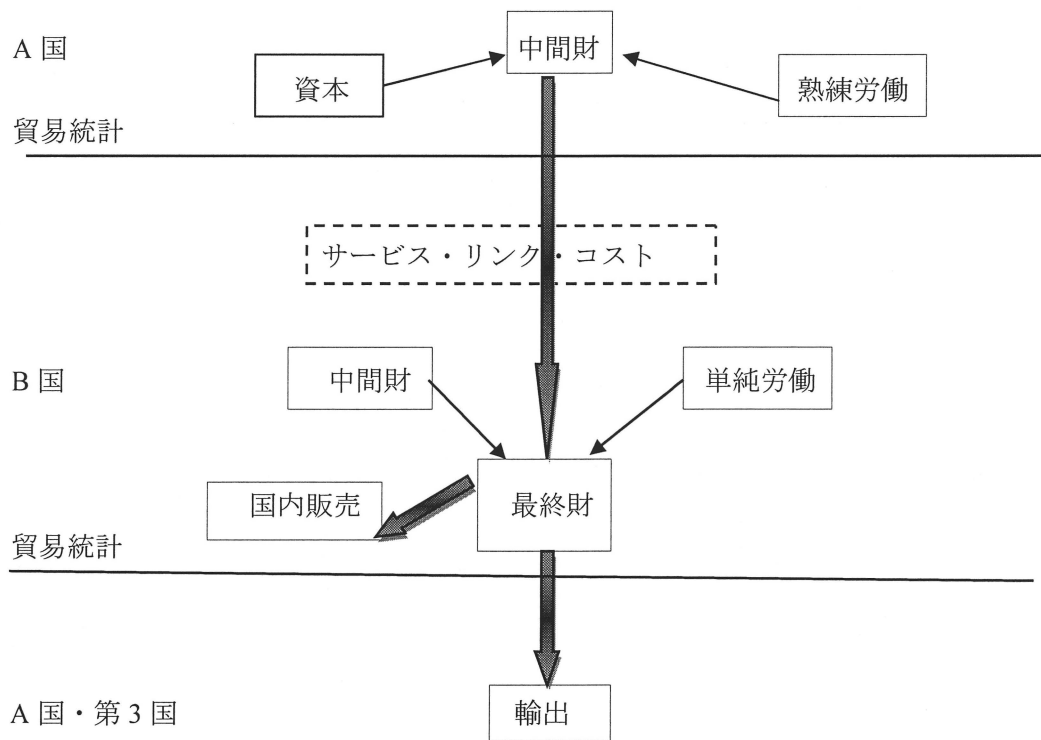 A 国
中間財
資本
熟練労働
貿易統計
サービス・リンク・コスト
B 国
中間財
単純労働
国内販売
最終財
貿易統計
A 国・第 3 国
輸出